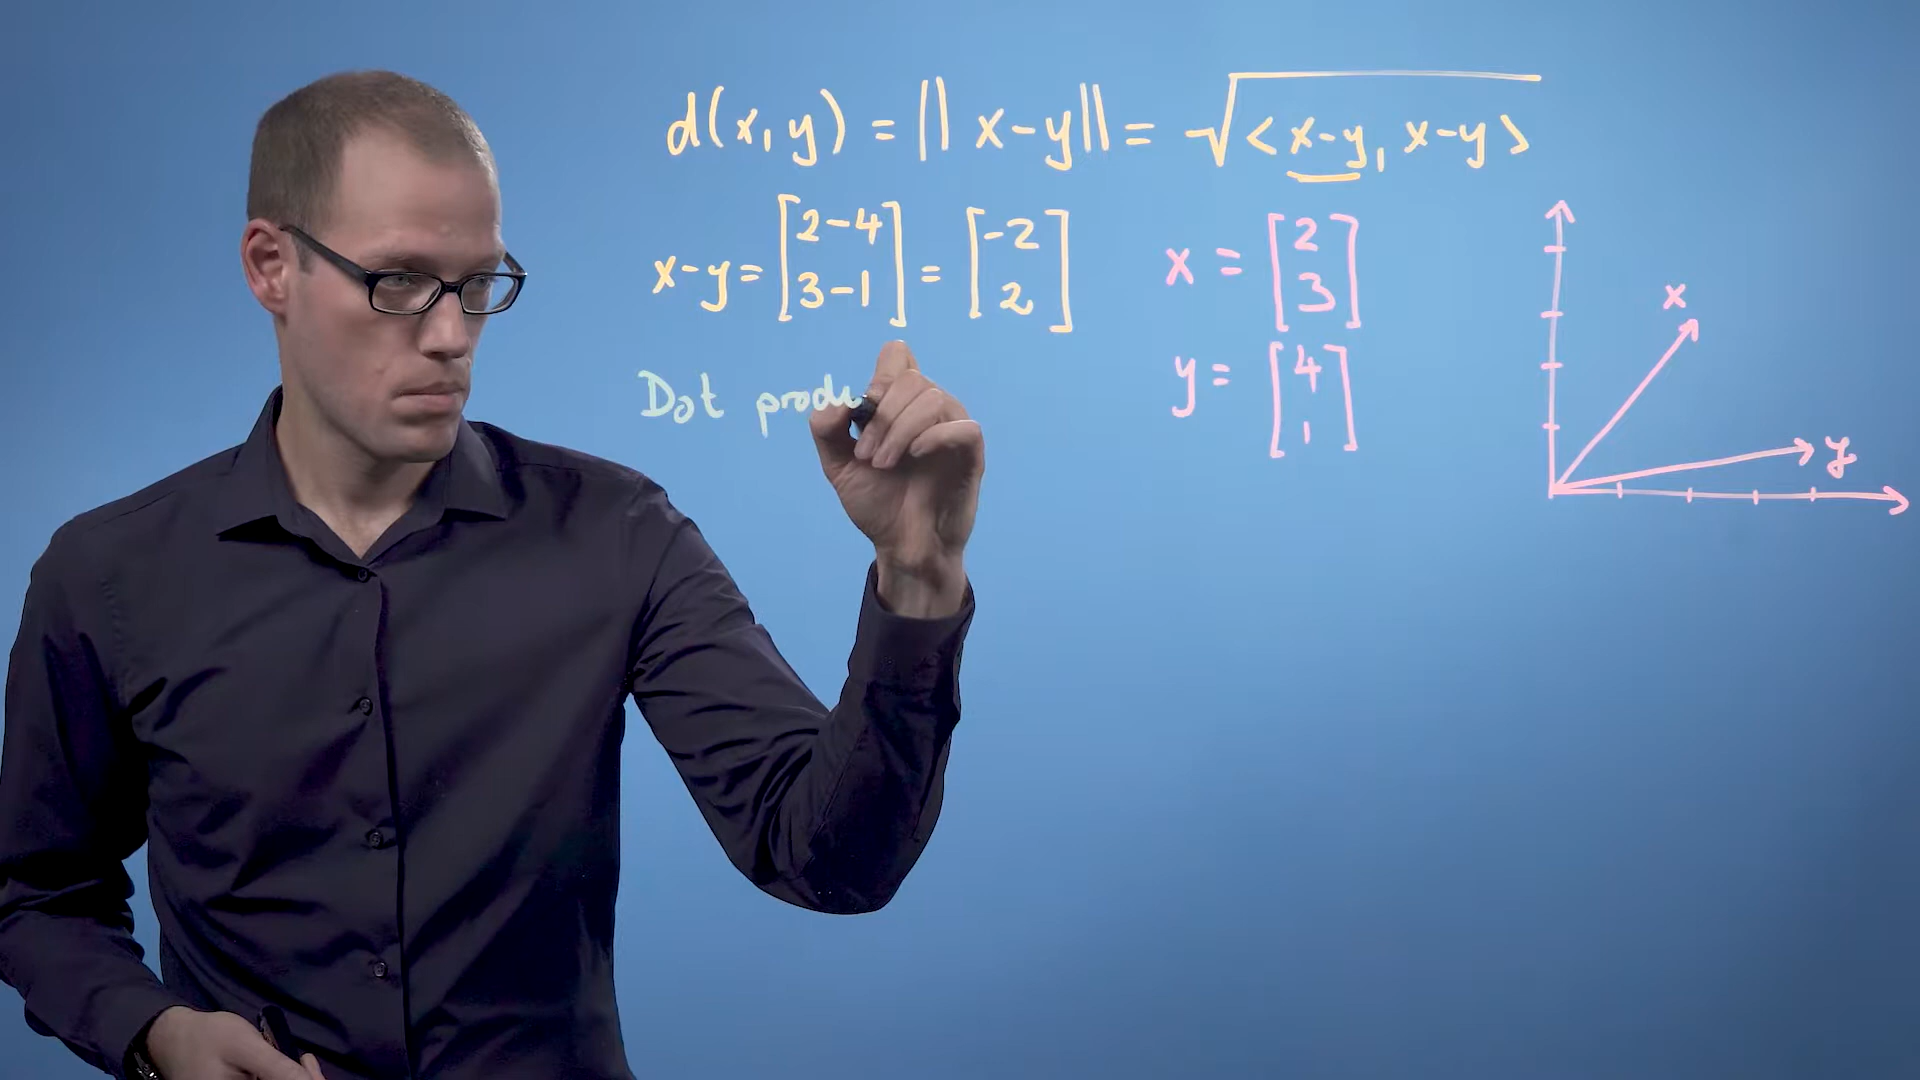 d(x,y) = ||x-y|| = √<x-y, x-y>
x-y = [2-4 3-1] = [-2 2]
x = [2 3]
y = [4 1]
Dot produ
x
y